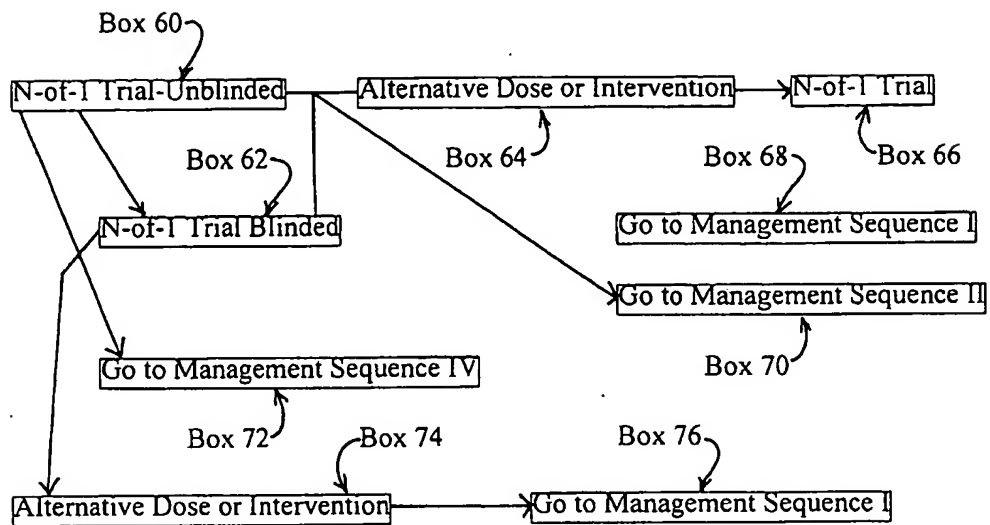 Box 60
N-of-1 Trial-Unblinded
Alternative Dose or Intervention
N-of-1 Trial
Box 62
Box 64
Box 68
Box 66
N-of-1 Trial Blinded
Go to Management Sequence I
Go to Management Sequence II
Go to Management Sequence IV
Box 70
Box 72
Box 74
Box 76
Alternative Dose or Intervention
Go to Management Sequence I